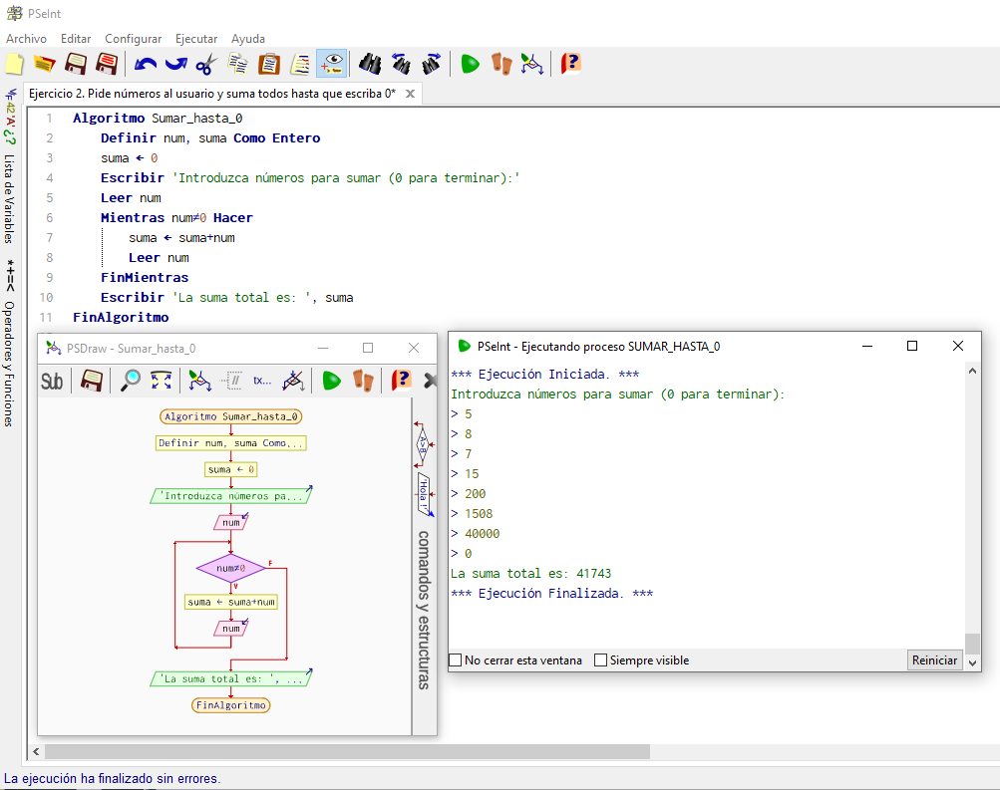 PSeInt
Archivo Editar Configurar Ejecutar Ayuda
Ejercicio 2. Pide números al usuario y suma todos hasta que escriba 0*
42 'A' ¿?
Lista de Variables
*+=<
Operadores y Funciones
1 Algoritmo Sumar_hasta_0
2 Definir num, suma Como Entero
3 suma ← 0
4 Escribir 'Introduzca números para sumar (0 para terminar):'
5 Leer num
6 Mientras num≠0 Hacer
7 suma ← suma+num
8 Leer num
9 FinMientras
10 Escribir 'La suma total es: ', suma
11 FinAlgoritmo
PSDraw - Sumar_hasta_0
Sub
tx...
Algoritmo Sumar_hasta_0
Definir num, suma Como...
suma ← 0
'Introduzca números pa...
num
num≠0
F
V
suma ← suma+num
num
'La suma total es: ', ...
FinAlgoritmo
A>B
'Hola !'
comandos y estructuras
PSeInt - Ejecutando proceso SUMAR_HASTA_0
*** Ejecución Iniciada. ***
Introduzca números para sumar (0 para terminar):
> 5
> 8
> 7
> 15
> 200
> 1508
> 40000
> 0
La suma total es: 41743
*** Ejecución Finalizada. ***
No cerrar esta ventana
Siempre visible
Reiniciar
La ejecución ha finalizado sin errores.